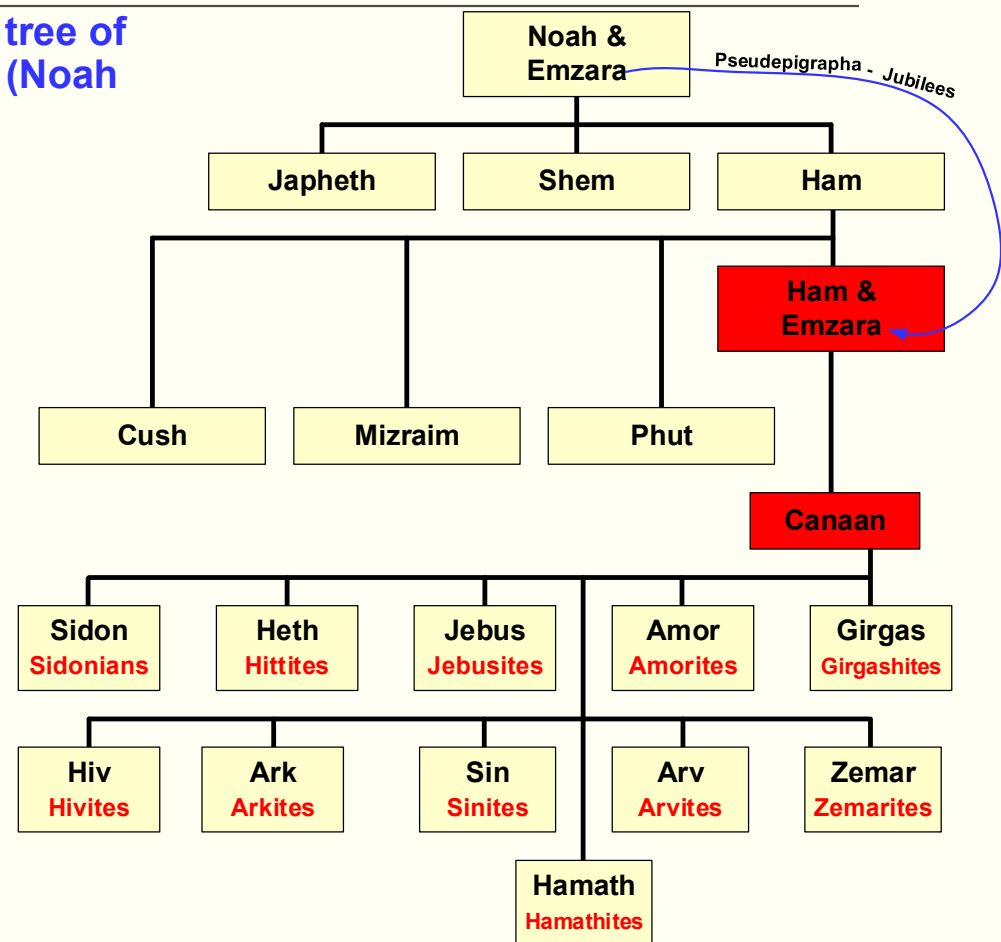 tree of
(Noah
Noah &
Emzara
Pseudepigrapha - Jubilees
Japheth
Shem
Ham
Ham &
Emzara
Cush
Mizraim
Phut
Canaan
Sidon
Sidonians
Heth
Hittites
Jebus
Jebusites
Amor
Amorites
Girgas
Girgashites
Hiv
Hivites
Ark
Arkites
Sin
Sinites
Arv
Arvites
Zemar
Zemarites
Hamath
Hamathites